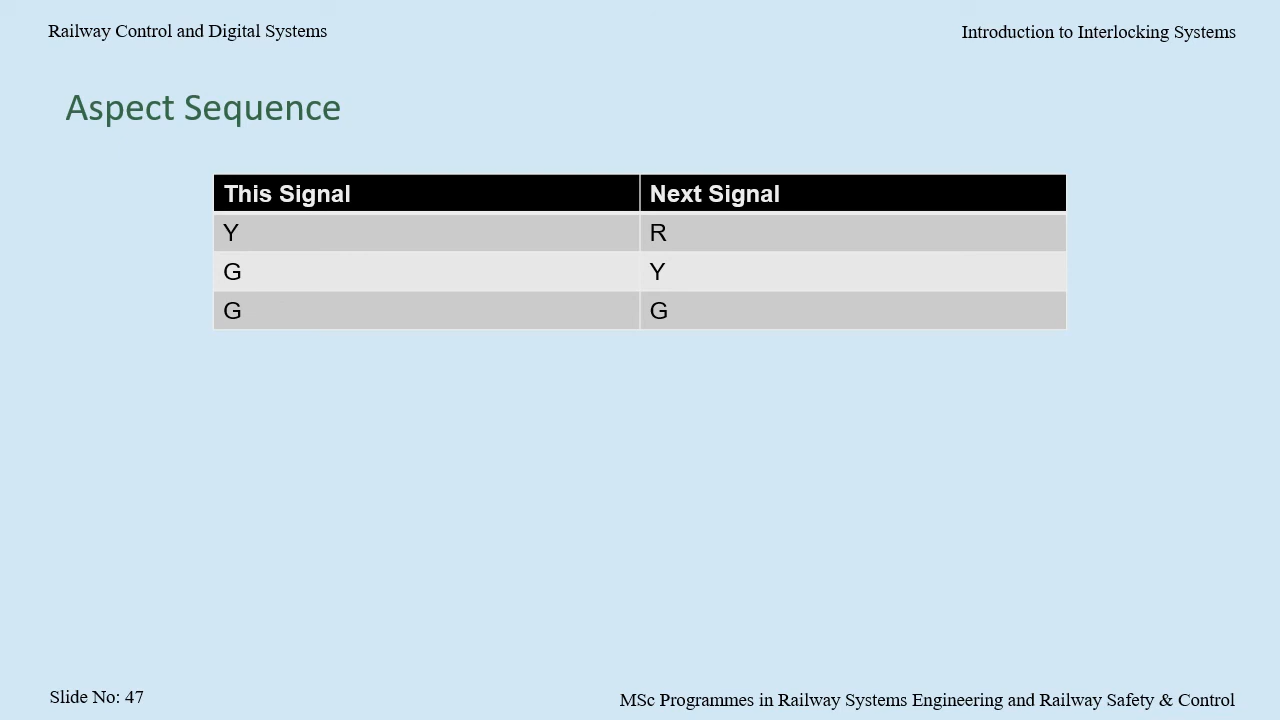 Railway Control and Digital Systems
Introduction to Interlocking Systems
Aspect Sequence
This Signal Next Signal
Y R
G Y
G G
Slide No: 47
MSc Programmes in Railway Systems Engineering and Railway Safety & Control